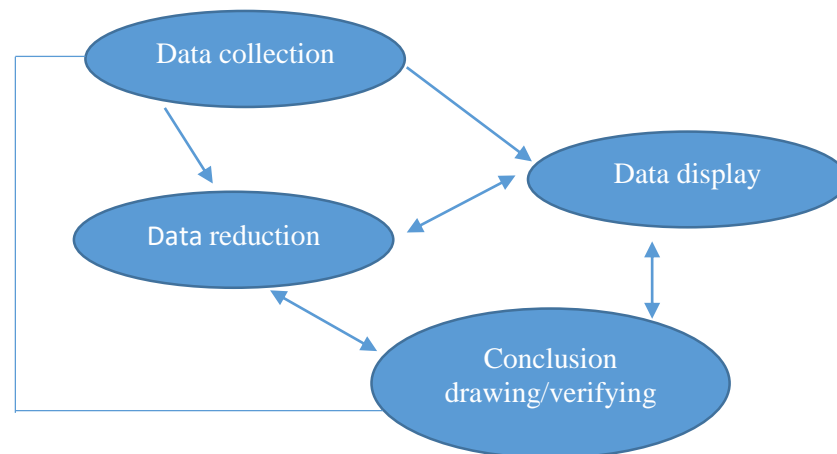 Data collection
Data display
Data reduction
Conclusion
drawing/verifying